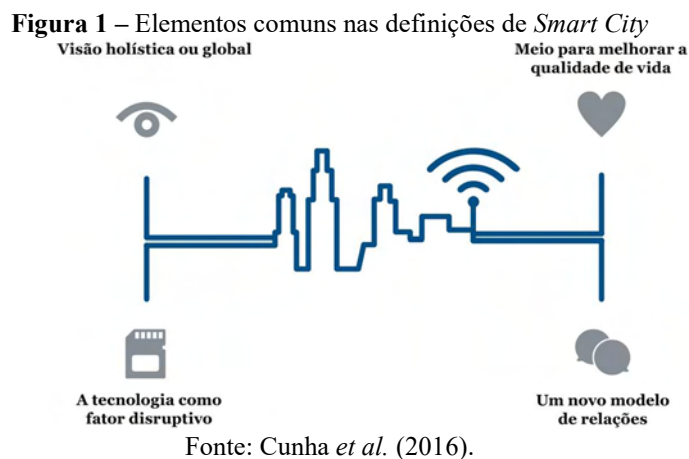 Figura 1 – Elementos comuns nas definições de Smart City
Visão holística ou global
Meio para melhorar a
qualidade de vida
A tecnologia como
fator disruptivo
Um novo modelo
de relações
Fonte: Cunha et al. (2016).